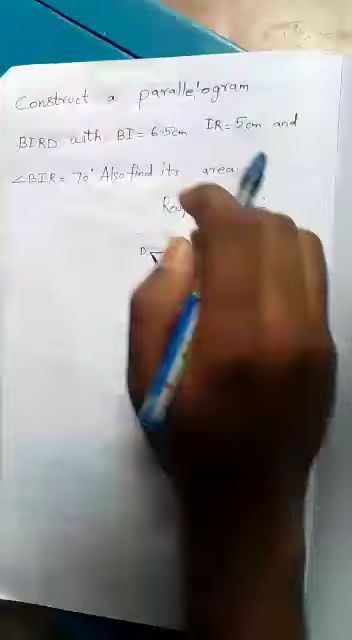 Construct a parallelogram
BIRD with BI = 6.5cm IR = 5cm and
∠BIR = 70° Also find its area
D